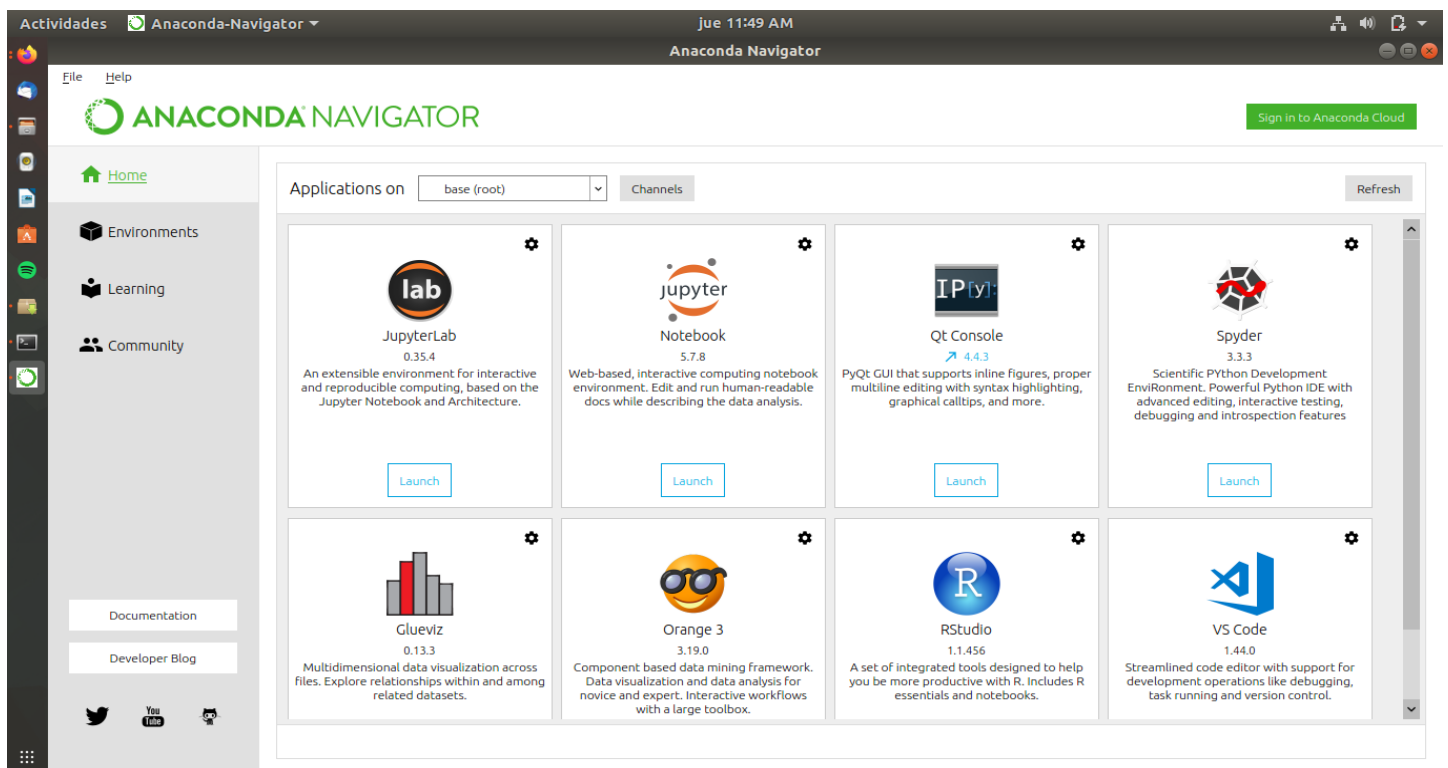 Actividades Anaconda-Navigator jue 11:49 AM
Anaconda Navigator
File Help
ANACONDA NAVIGATOR
Sign in to Anaconda Cloud
Home
Environments
Learning
Community
Documentation
Developer Blog
You
Tube
Applications on base (root) Channels Refresh
lab
JupyterLab
0.35.4
An extensible environment for interactive
and reproducible computing, based on the
Jupyter Notebook and Architecture.
Launch
jupyter
Notebook
5.7.8
Web-based, interactive computing notebook
environment. Edit and run human-readable
docs while describing the data analysis.
Launch
IP[y]:
Qt Console
4.4.3
PyQt GUI that supports inline figures, proper
multiline editing with syntax highlighting,
graphical calltips, and more.
Launch
Spyder
3.3.3
Scientific PYthon Development
EnviRonment. Powerful Python IDE with
advanced editing, interactive testing,
debugging and introspection features
Launch
Glueviz
0.13.3
Multidimensional data visualization across
files. Explore relationships within and among
related datasets.
Orange 3
3.19.0
Component based data mining framework.
Data visualization and data analysis for
novice and expert. Interactive workflows
with a large toolbox.
R
RStudio
1.1.456
A set of integrated tools designed to help
you be more productive with R. Includes R
essentials and notebooks.
VS Code
1.44.0
Streamlined code editor with support for
development operations like debugging,
task running and version control.